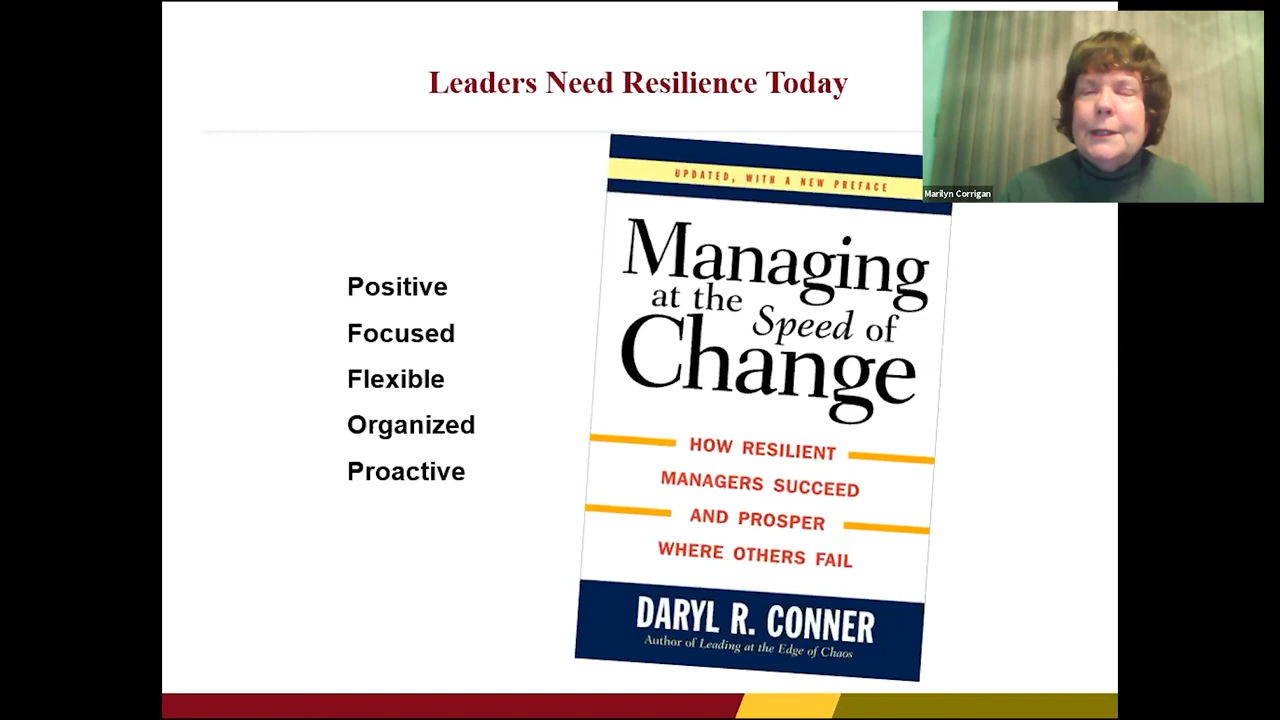 Leaders Need Resilience Today
Marilyn Corrigan
Positive
Focused
Flexible
Organized
Proactive
UPDATED, WITH A NEW PREFACE
Managing
at the Speed of
Change
HOW RESILIENT
MANAGERS SUCCEED
AND PROSPER
WHERE OTHERS FAIL
DARYL R. CONNER
Author of Leading at the Edge of Chaos